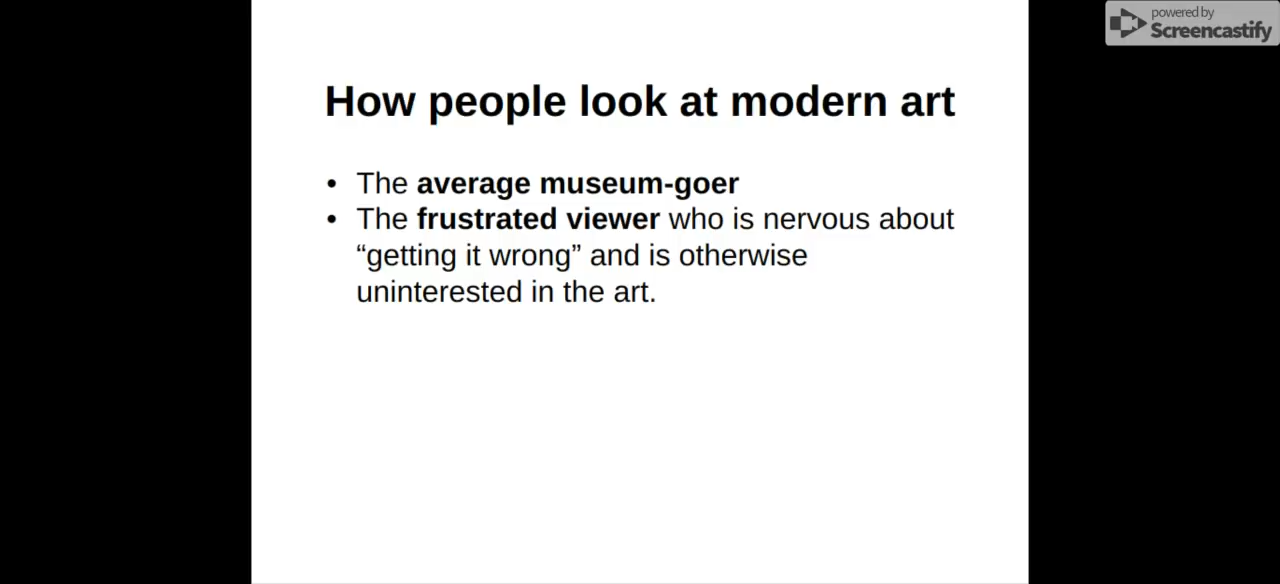 powered by
Screencastify
How people look at modern art
• The average museum-goer
• The frustrated viewer who is nervous about
“getting it wrong” and is otherwise
uninterested in the art.